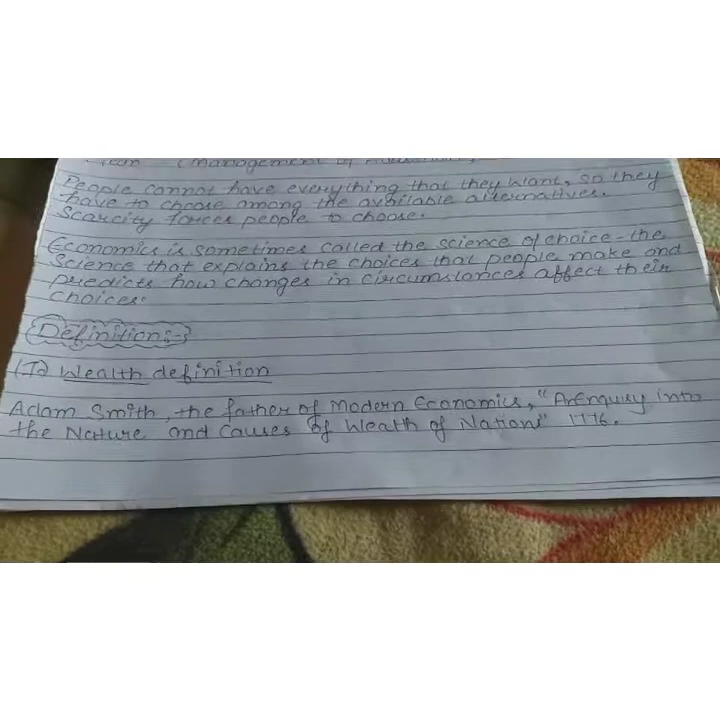 (Management of
People cannot have everything that they want, so they
have to choose among the available alternatives.
Scarcity forces people to choose.
Economics is sometimes called the science of choice - the
Science that explains the choices that people make and
predicts how changes in circumstances affect their
choices.
Definitions:-
(I) Wealth definition
Adam Smith, the father of Modern Economics, "An Enquiry into
the Nature and Causes of Wealth of Nations" 1776.